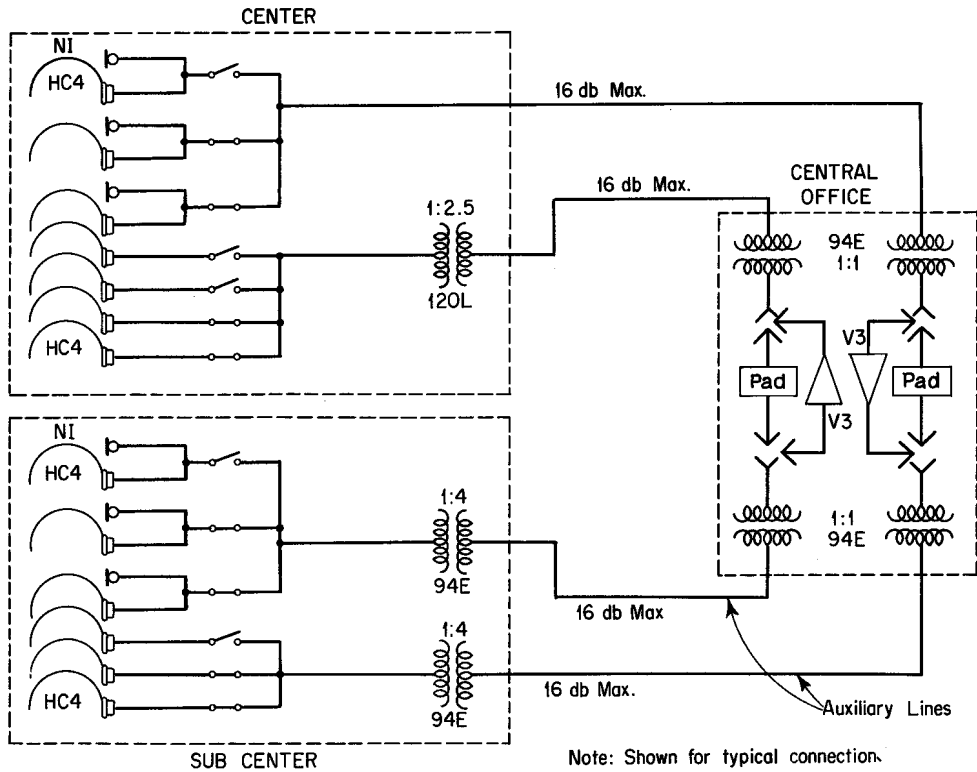 CENTER
NI
HC4
16 db Max.
16 db Max.
CENTRAL
OFFICE
1:2.5
120L
94E
1:1
HC4
V3
Pad
Pad
V3
NI
HC4
1:4
94E
1:1
94E
16 db Max
1:4
94E
HC4
16 db Max.
Auxiliary Lines
SUB CENTER
Note: Shown for typical connection.